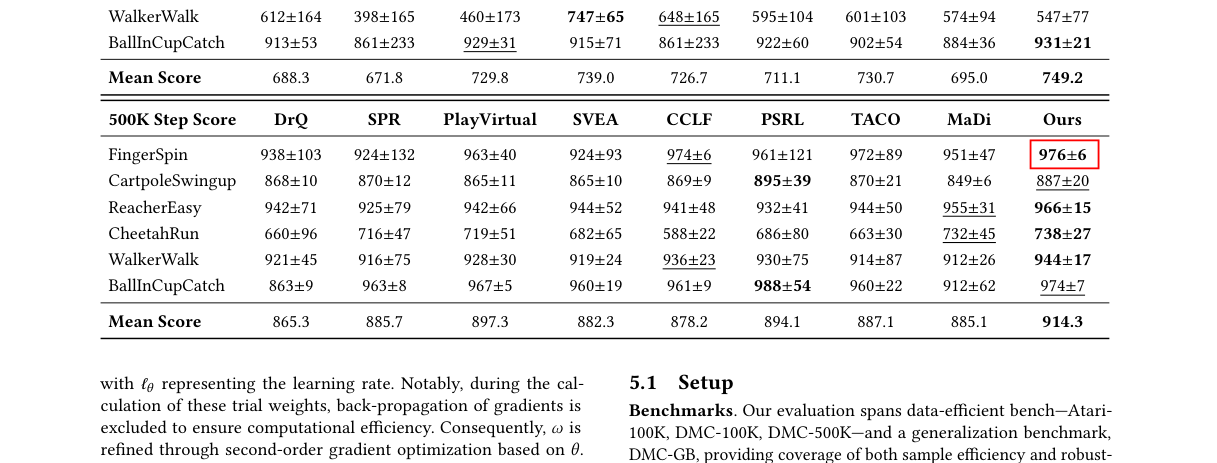 WalkerWalk 612±164 398±165 460±173 747±65 648±165 595±104 601±103 574±94 547±77
BallInCupCatch 913±53 861±233 929±31 915±71 861±233 922±60 902±54 884±36 931±21
Mean Score 688.3 671.8 729.8 739.0 726.7 711.1 730.7 695.0 749.2
500K Step Score DrQ SPR PlayVirtual SVEA CCLF PSRL TACO MaDi Ours
FingerSpin 938±103 924±132 963±40 924±93 974±6 961±121 972±89 951±47 976±6
CartpoleSwingup 868±10 870±12 865±11 865±10 869±9 895±39 870±21 849±6 887±20
ReacherEasy 942±71 925±79 942±66 944±52 941±48 932±41 944±50 955±31 966±15
CheetahRun 660±96 716±47 719±51 682±65 588±22 686±80 663±30 732±45 738±27
WalkerWalk 921±45 916±75 928±30 919±24 936±23 930±75 914±87 912±26 944±17
BallInCupCatch 863±9 963±8 967±5 960±19 961±9 988±54 960±22 912±62 974±7
Mean Score 865.3 885.7 897.3 882.3 878.2 894.1 887.1 885.1 914.3
with ℓθ representing the learning rate. Notably, during the cal-
culation of these trial weights, back-propagation of gradients is
excluded to ensure computational efficiency. Consequently, ω is
refined through second-order gradient optimization based on θ.
5.1 Setup
Benchmarks. Our evaluation spans data-efficient bench—Atari-
100K, DMC-100K, DMC-500K—and a generalization benchmark,
DMC-GB, providing coverage of both sample efficiency and robust-